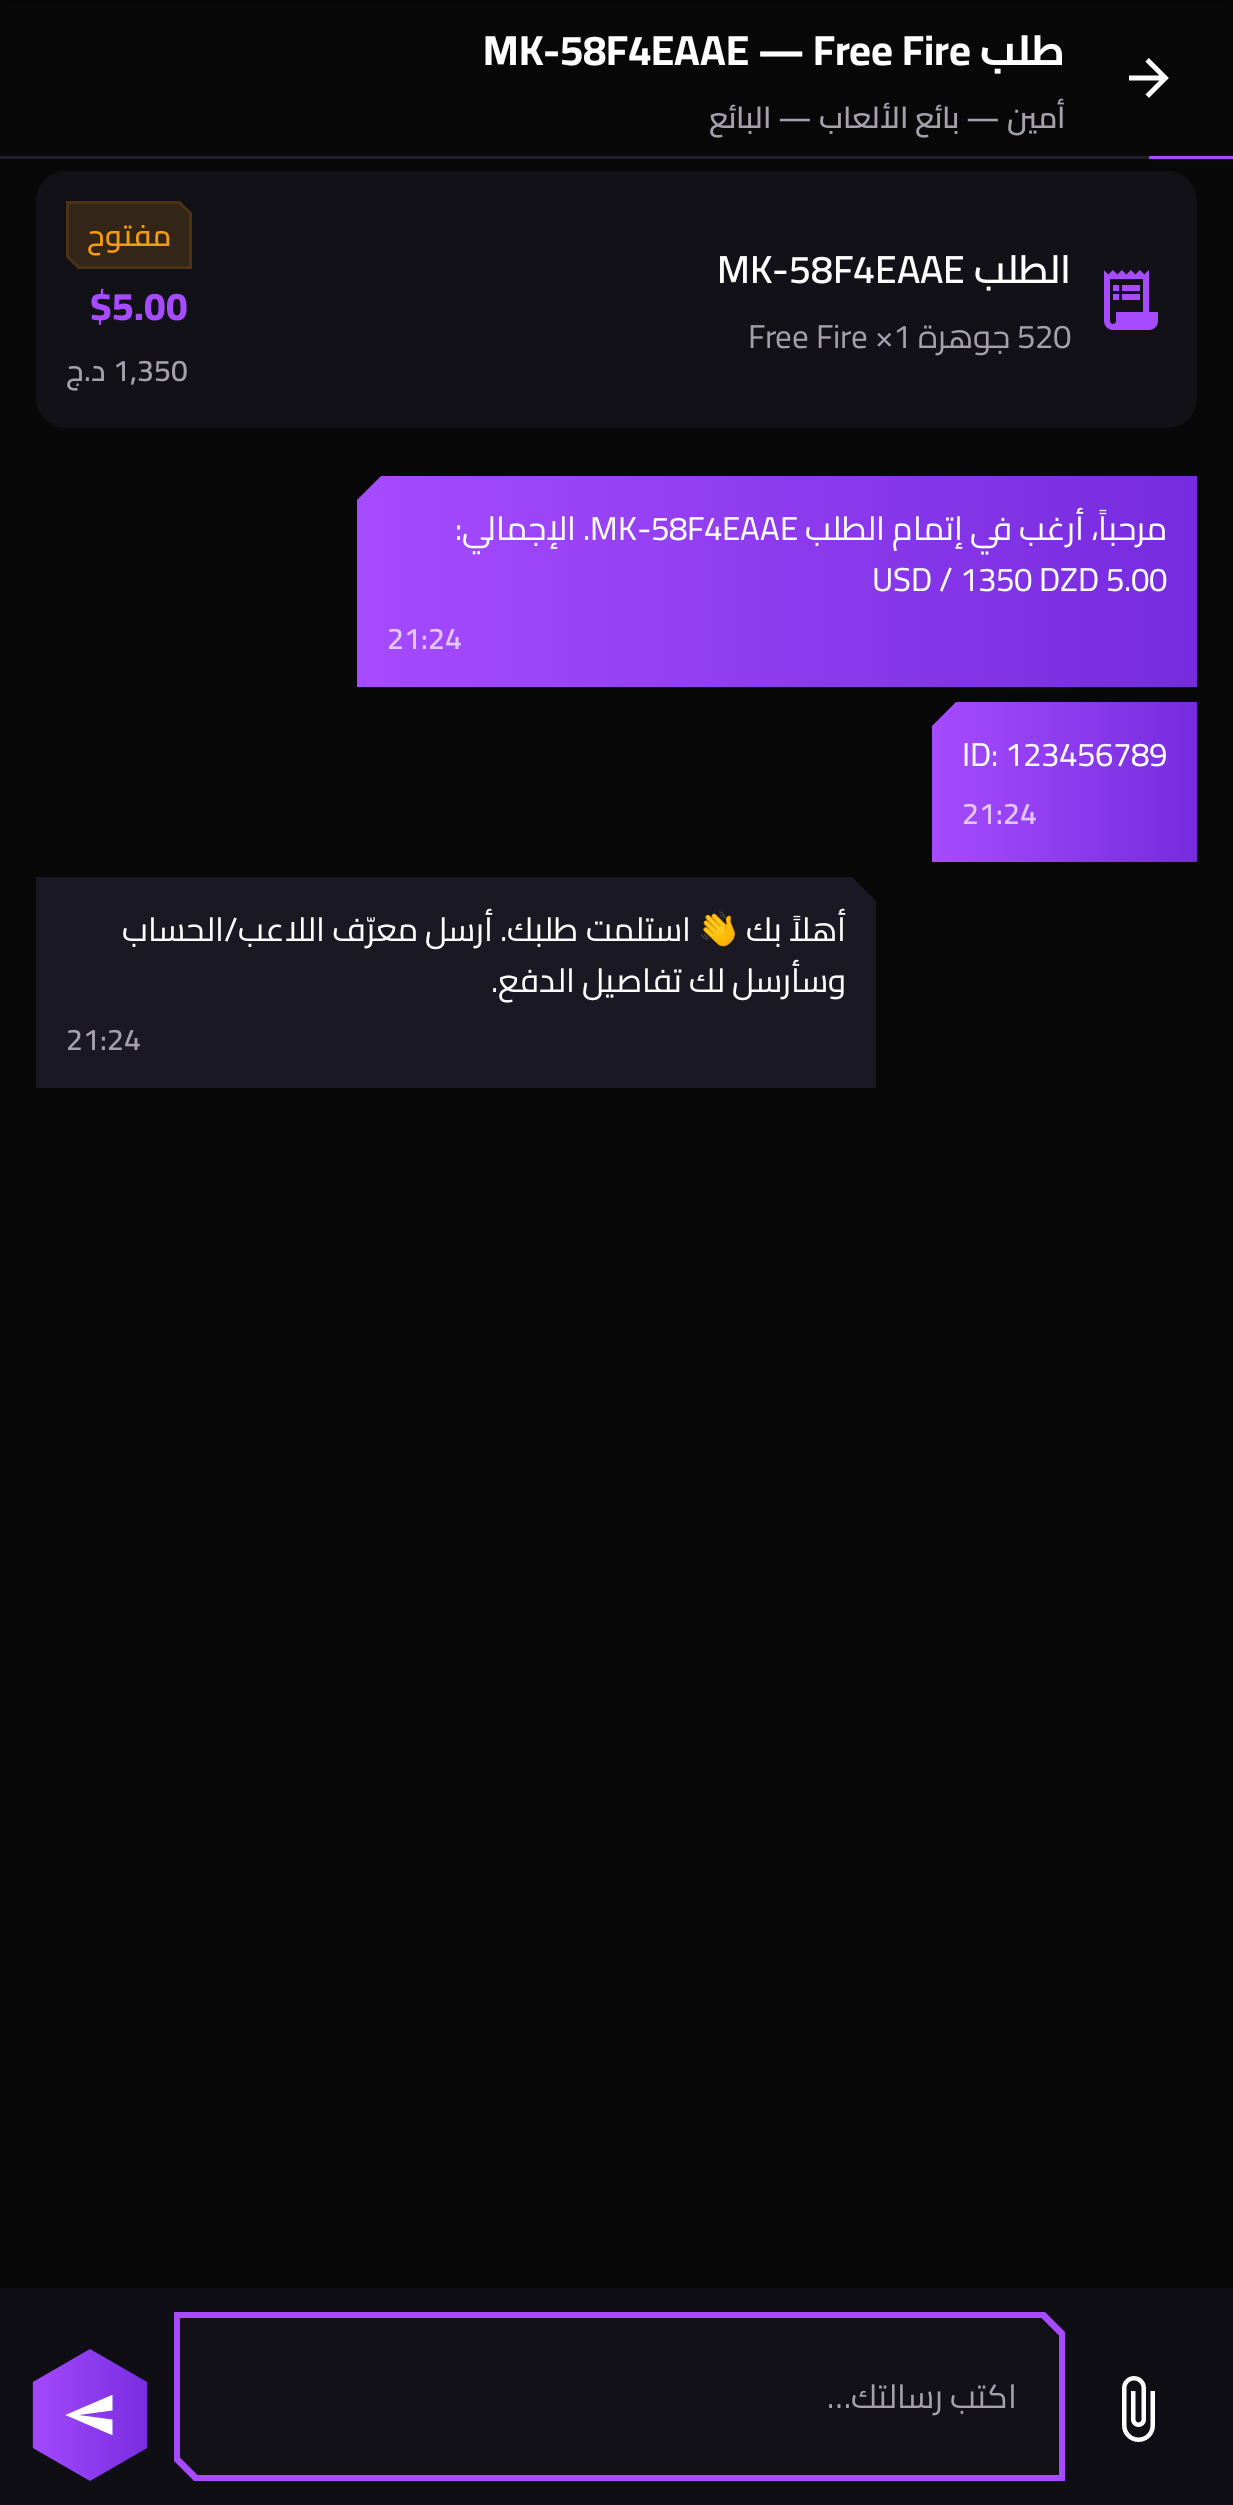 طلب MK-58F4EAAE — Free Fire
أمين — بائع الألعاب — البائع
الطلب MK-58F4EAAE
520 جوهرة Free Fire ×1
مفتوح
$5.00
1,350 د.ج
مرحباً، أرغب في إتمام الطلب MK-58F4EAAE. الإجمالي:
5.00 USD / 1350 DZD
21:24
ID: 123456789
21:24
أهلاً بك 👋 استلمت طلبك. أرسل معرّف اللاعب/الحساب
وسأرسل لك تفاصيل الدفع.
21:24
اكتب رسالتك...